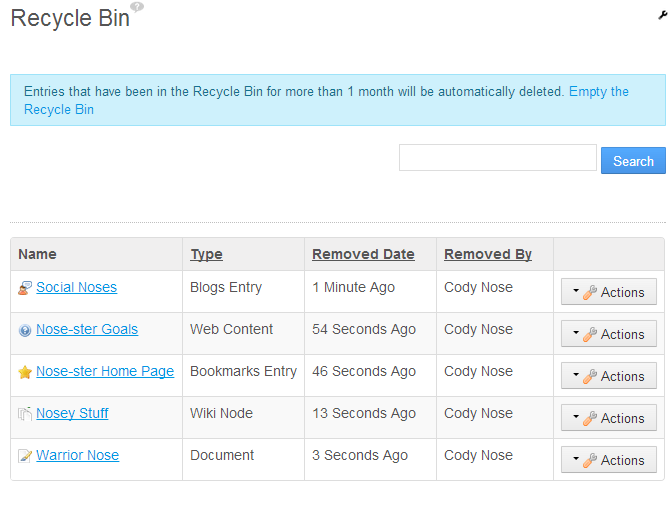 Recycle Bin
Entries that have been in the Recycle Bin for more than 1 month will be automatically deleted. Empty the
Recycle Bin
Search
Name Type Removed Date Removed By
Social Noses Blogs Entry 1 Minute Ago Cody Nose Actions
Nose-ster Goals Web Content 54 Seconds Ago Cody Nose Actions
Nose-ster Home Page Bookmarks Entry 46 Seconds Ago Cody Nose Actions
Nosey Stuff Wiki Node 13 Seconds Ago Cody Nose Actions
Warrior Nose Document 3 Seconds Ago Cody Nose Actions